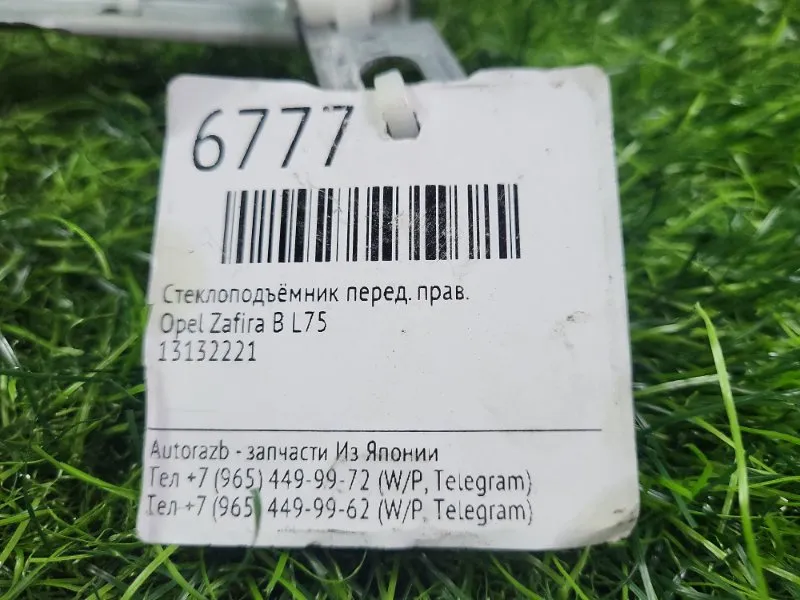 6777
Стеклоподъёмник перед. прав.
Opel Zafira B L75
13132221
Autorazb - запчасти Из Японии
Тел +7 (965) 449-99-72 (W/P, Telegram)
Тел +7 (965) 449-99-62 (W/P, Telegram)